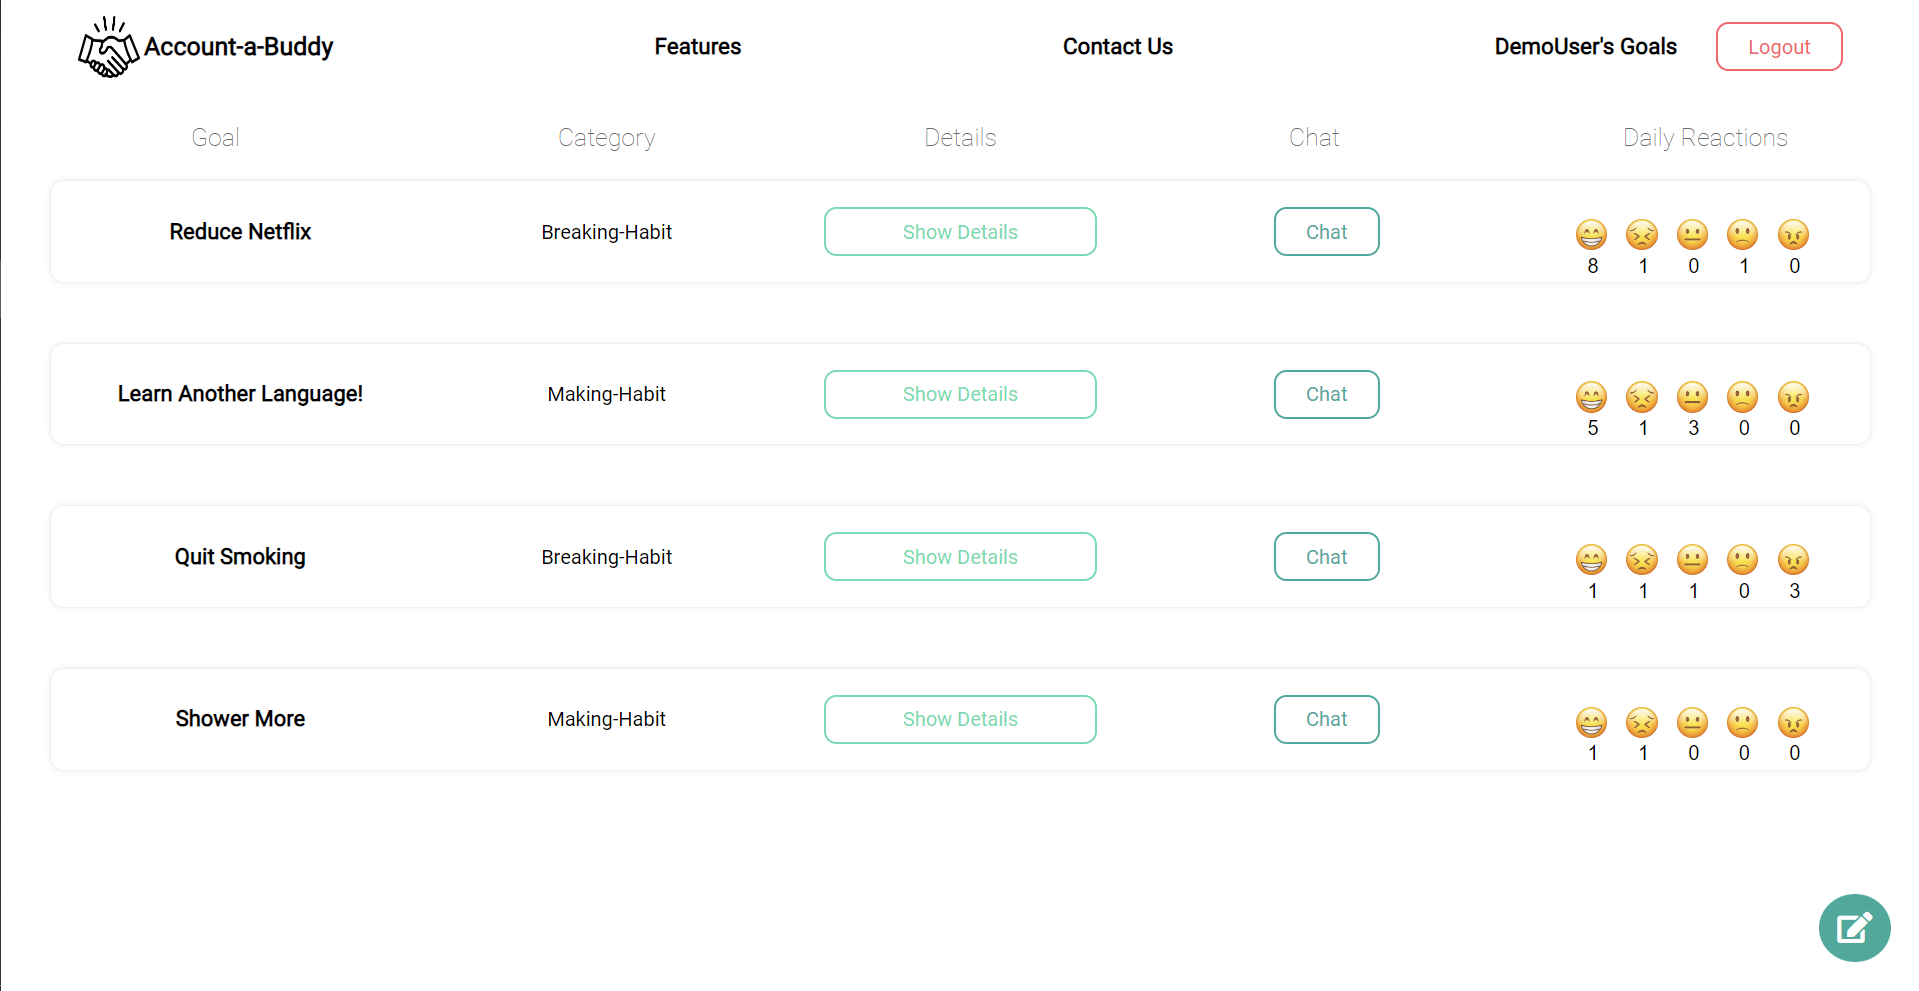 Account-a-Buddy Features Contact Us DemoUser's Goals Logout
Goal Category Details Chat Daily Reactions
Reduce Netflix Breaking-Habit Show Details Chat
8 1 0 1 0
Learn Another Language! Making-Habit Show Details Chat
5 1 3 0 0
Quit Smoking Breaking-Habit Show Details Chat
1 1 1 0 3
Shower More Making-Habit Show Details Chat
1 1 0 0 0